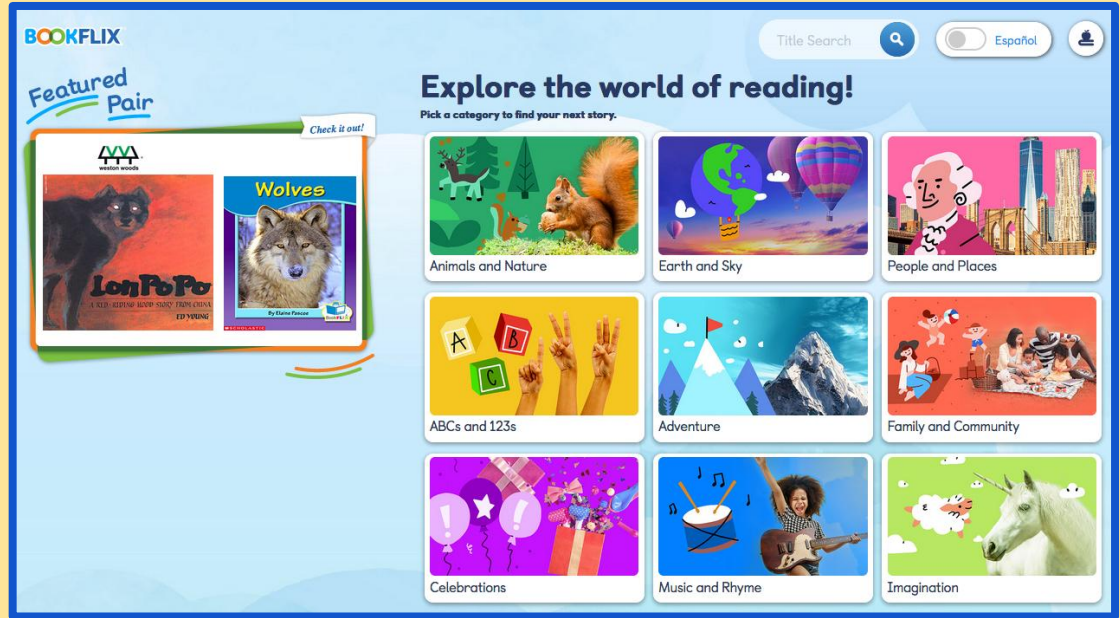 BOOKFLIX
Title Search
Español
Featured
Pair
Check it out!
weston woods
Lon Po Po
A RED-RIDING HOOD STORY FROM CHINA
ED YOUNG
Wolves
By Elaine Pascoe
BOOKFLIX
SCHOLASTIC
Explore the world of reading!
Pick a category to find your next story.
Animals and Nature
Earth and Sky
People and Places
A
B
C
ABCs and 123s
Adventure
Family and Community
Celebrations
Music and Rhyme
Imagination